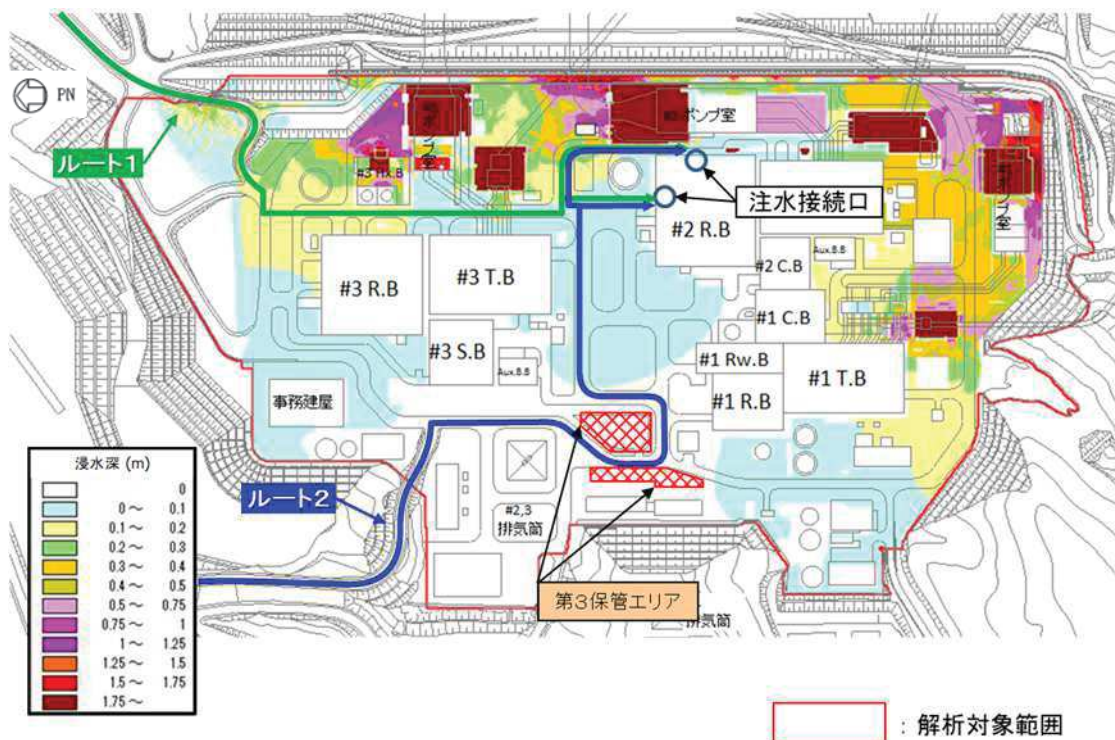 PN
ルート1
ポンプ室
#3 Hx.B
ポンプ室
ポンプ室
注水接続口
#2 R.B
#3 R.B
#3 T.B
#2 C.B
Aux.B.B
#1 C.B
#3 S.B
Aux.B.B
#1 Rw.B
#1 R.B
#1 T.B
事務建屋
ルート2
#2,3
排気筒
第3保管エリア
排気筒
浸水深 (m)
0
0～ 0.1
0.1～ 0.2
0.2～ 0.3
0.3～ 0.4
0.4～ 0.5
0.5～ 0.75
0.75～ 1
1～ 1.25
1.25～ 1.5
1.5～ 1.75
1.75～
：解析対象範囲